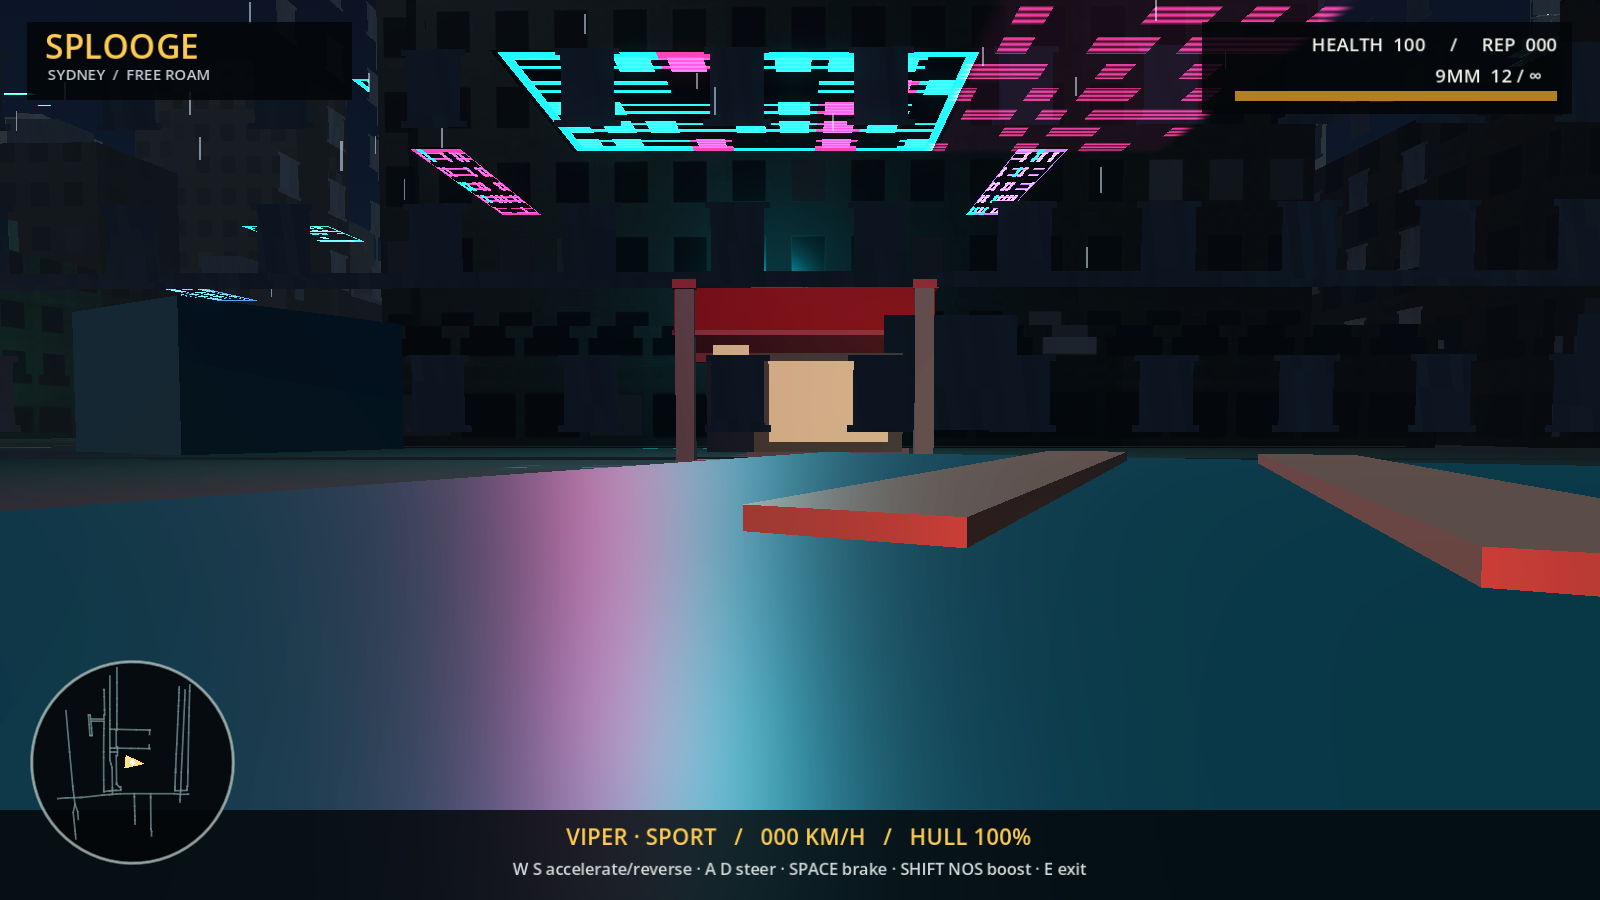 SPLOOGE
SYDNEY / FREE ROAM
HEALTH 100 / REP 000
9MM 12 / ∞
VIPER · SPORT / 000 KM/H / HULL 100%
W S accelerate/reverse · A D steer · SPACE brake · SHIFT NOS boost · E exit